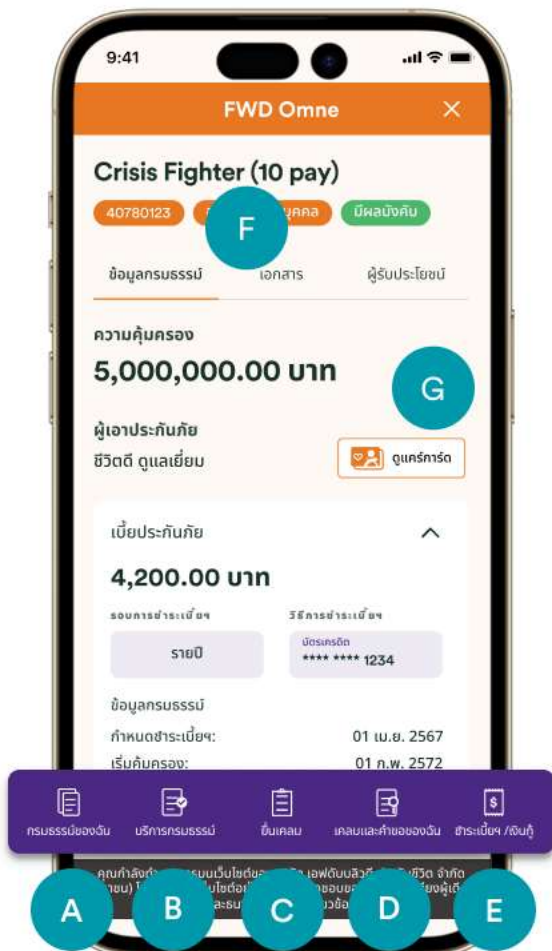 9:41
FWD Omne
Crisis Fighter (10 pay)
40780123 บุคคล มีผลบังคับ
F
ข้อมูลกรมธรรม์ เอกสาร ผู้รับประโยชน์
ความคุ้มครอง
5,000,000.00 บาท
G
ผู้เอาประกันภัย
ชีวิตดี ดูแลเยี่ยม ดูแคร์การ์ด
เบี้ยประกันภัย
4,200.00 บาท
รอบการชำระเบี้ยฯ วิธีการชำระเบี้ยฯ
รายปี บัตรเครดิต
**** **** 1234
ข้อมูลกรมธรรม์
กำหนดชำระเบี้ยฯ: 01 เม.ย. 2567
เริ่มคุ้มครอง: 01 ก.พ. 2572
กรมธรรม์ของฉัน บริการกรมธรรม์ ยื่นเคลม เคลมและคำขอของฉัน ชำระเบี้ยฯ /เงินกู้
คุณกำลังทำ
A B C D E